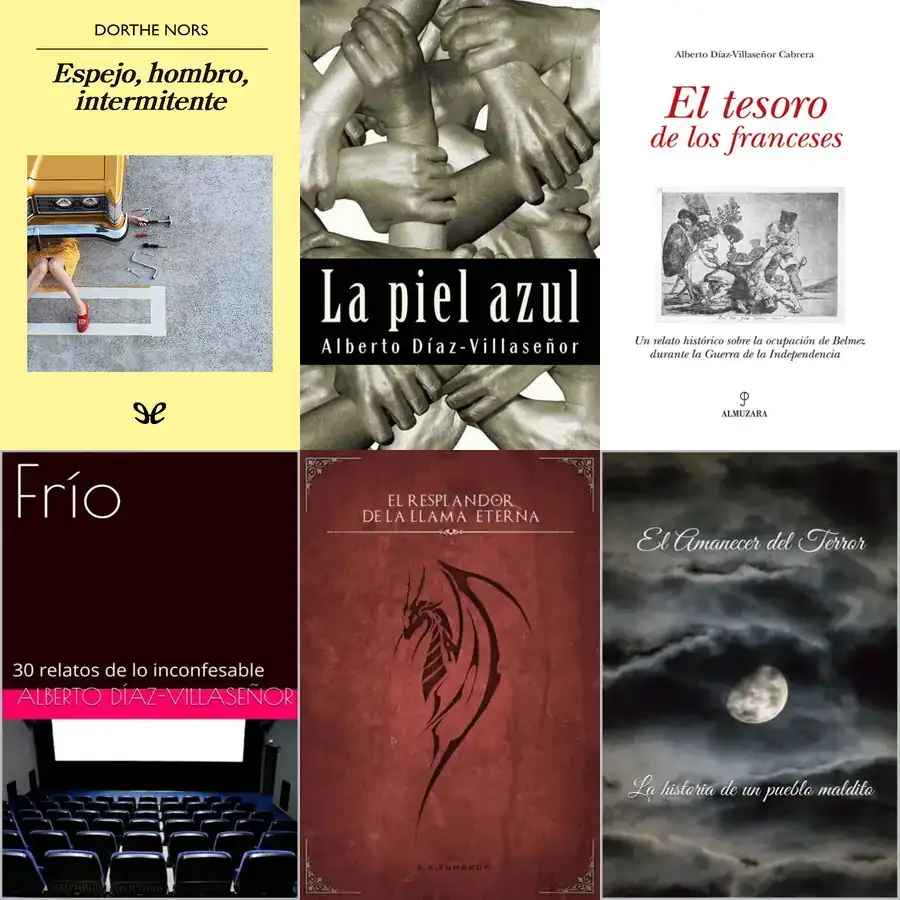 DORTHE NORS
Espejo, hombro,
intermitente
La piel azul
Alberto Díaz-Villaseñor
Alberto Díaz-Villaseñor Cabrera
El tesoro
de los franceses
Un relato histórico sobre la ocupación de Belmez
durante la Guerra de la Independencia
ALMUZARA
Frío
30 relatos de lo inconfesable
ALBERTO DÍAZ-VILLASEÑOR
EL RESPLANDOR
DE LA LLAMA ETERNA
El Amanecer del Terror
La historia de un pueblo maldito